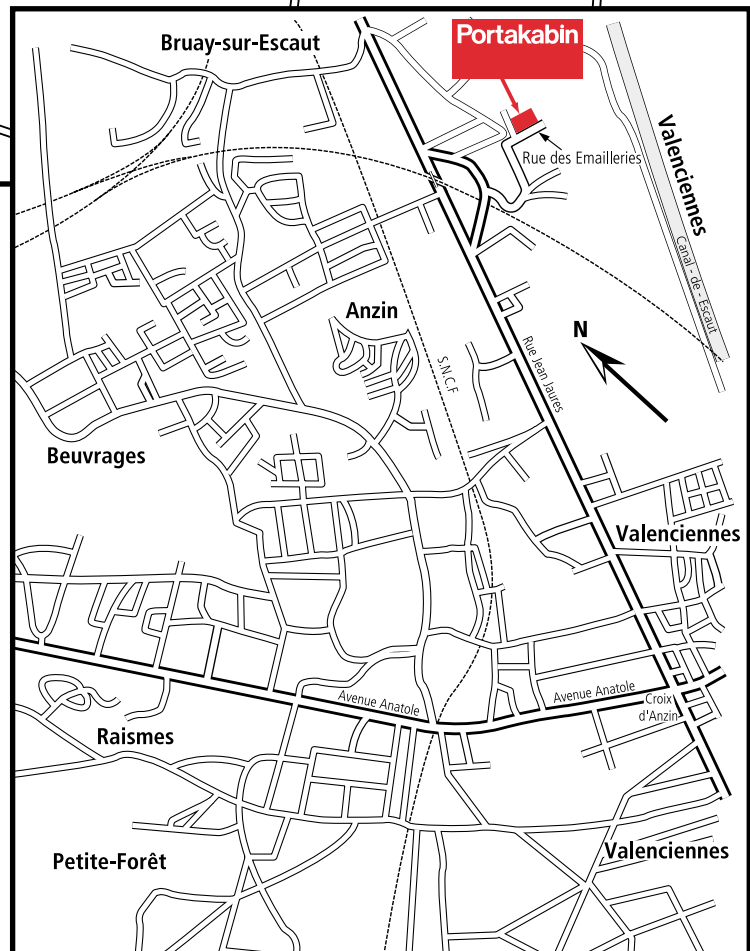 Bruay-sur-Escaut
Portakabin
Rue des Emailleries
Valenciennes
Canal - de - Escaut
Anzin
N
S.N.C.F
Rue Jean Jaures
Beuvrages
Valenciennes
Avenue Anatole
Avenue Anatole
Croix
d'Anzin
Raismes
Petite-Forêt
Valenciennes